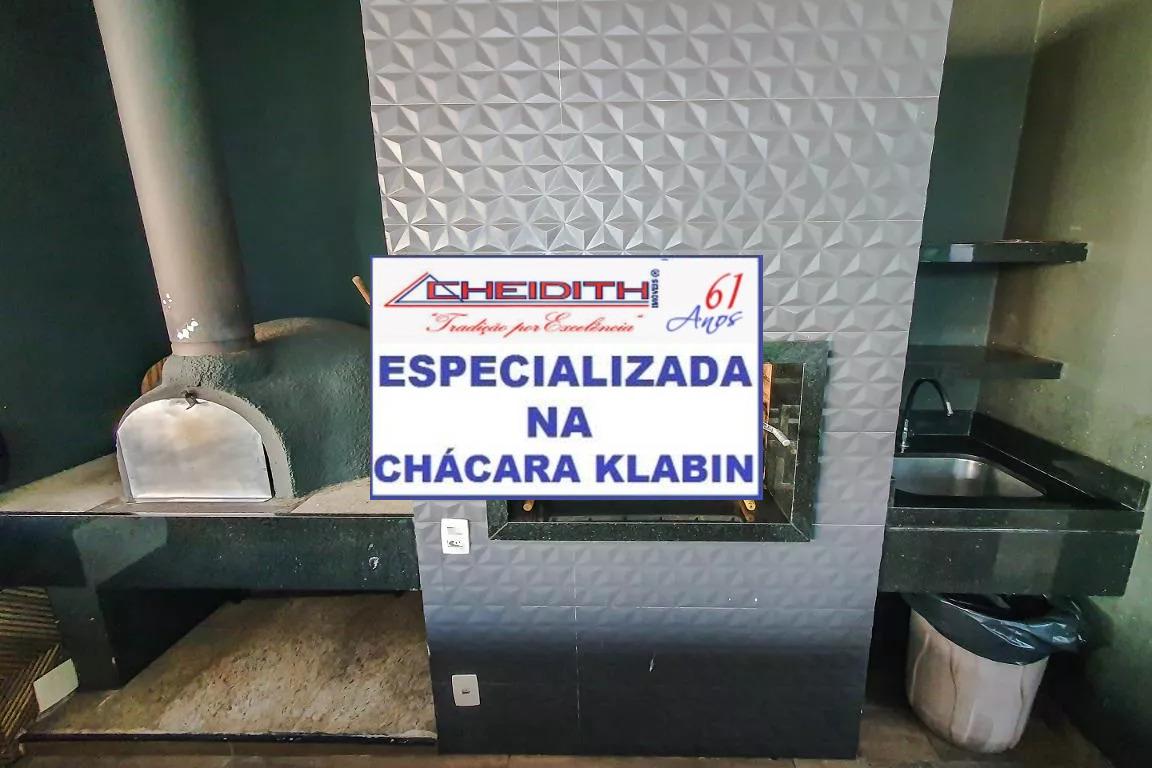 CHEIDITH IMÓVEIS ®
"Tradição por Excelência"
61
Anos
ESPECIALIZADA
NA
CHÁCARA KLABIN